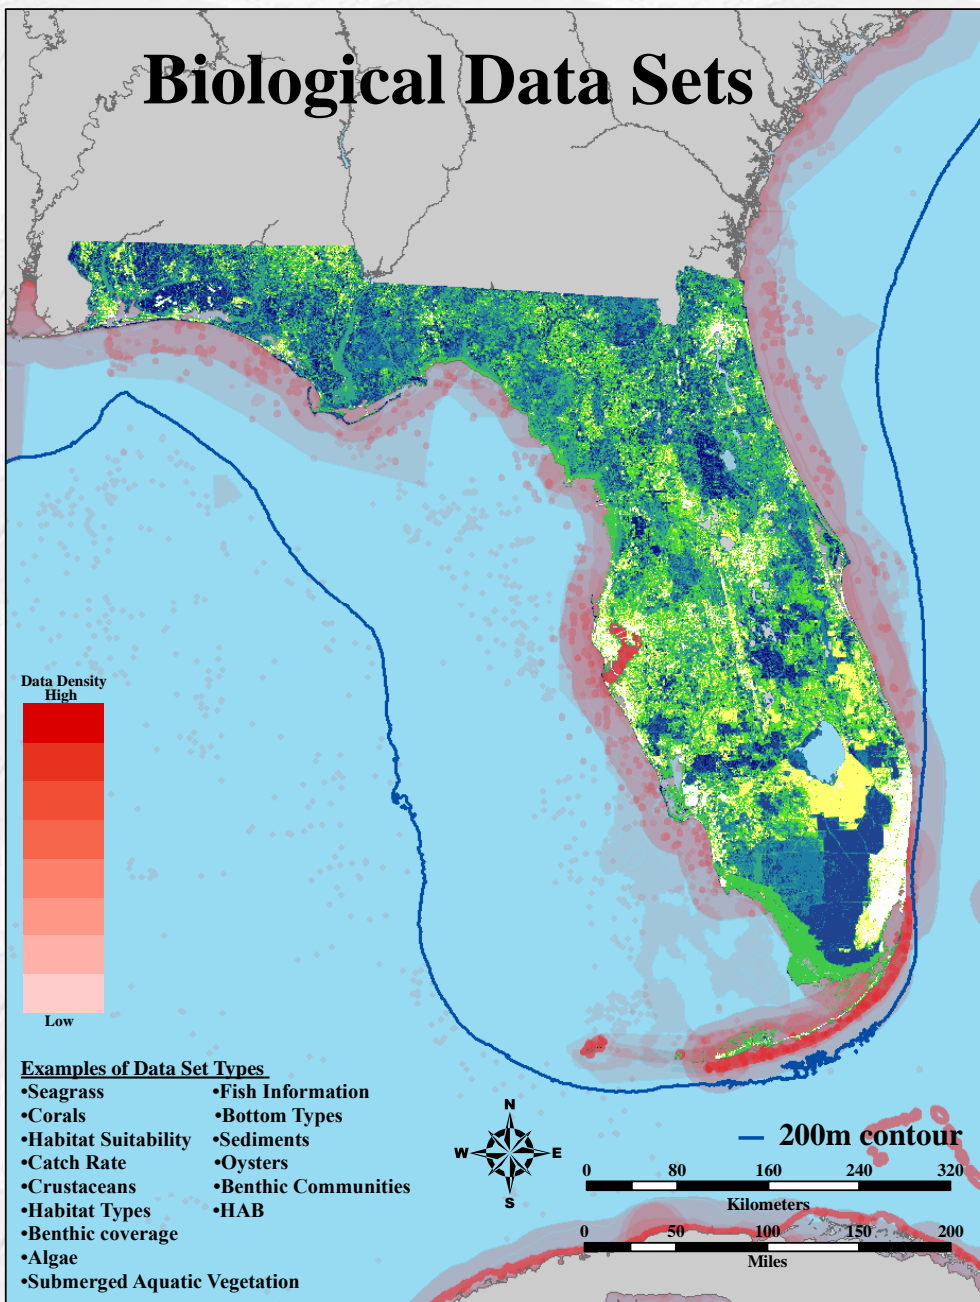 Biological Data Sets
Data Density
High
Low
Examples of Data Set Types
•Seagrass •Fish Information
•Corals •Bottom Types
•Habitat Suitability •Sediments
•Catch Rate •Oysters
•Crustaceans •Benthic Communities
•Habitat Types •HAB
•Benthic coverage
•Algae
•Submerged Aquatic Vegetation
N
W E
S
200m contour
0 80 160 240 320
Kilometers
0 50 100 150 200
Miles